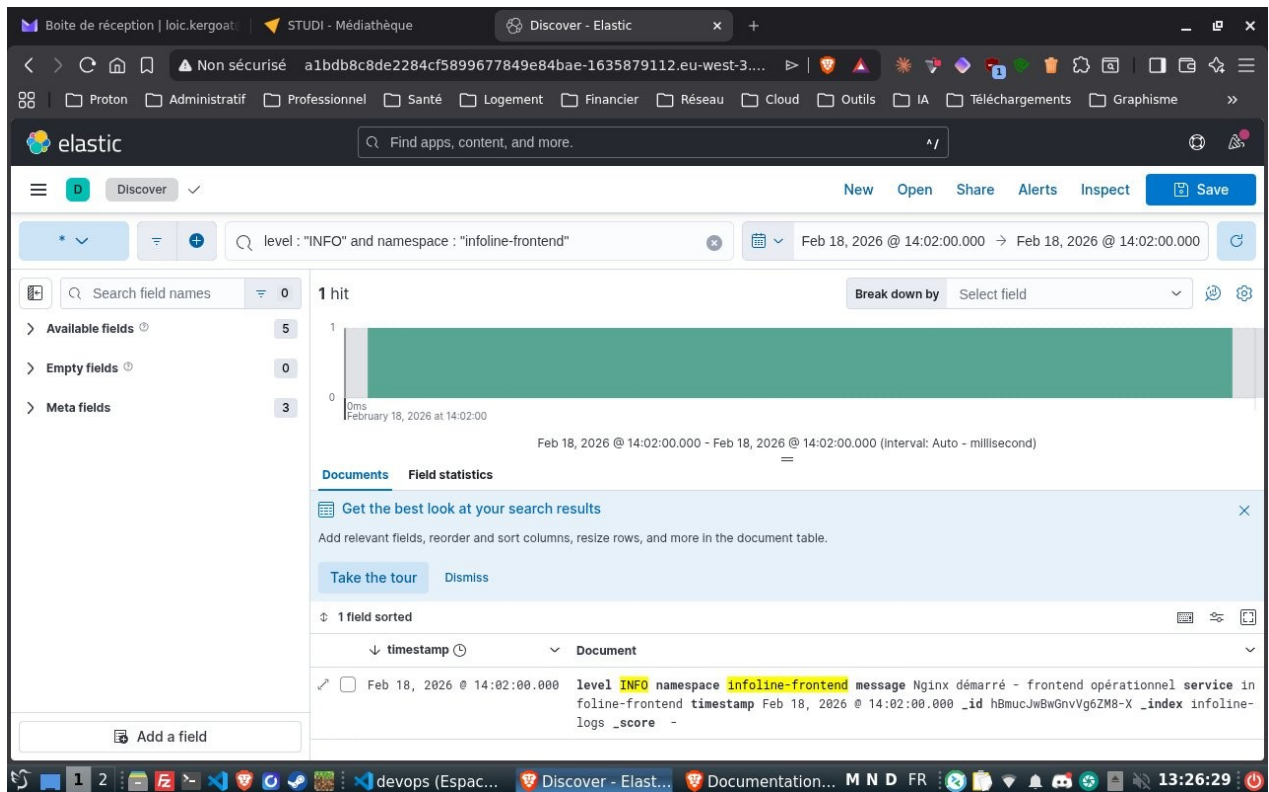 Boite de réception | loic.kergoat
STUDI - Médiathèque
Discover - Elastic
Non sécurisé a1bdb8c8de2284cf5899677849e84bae-1635879112.eu-west-3....
1
Proton Administratif Professionnel Santé Logement Financier Réseau Cloud Outils IA Téléchargements Graphisme »
elastic
Find apps, content, and more.
^/
D Discover New Open Share Alerts Inspect Save
* level : "INFO" and namespace : "infoline-frontend" Feb 18, 2026 @ 14:02:00.000 → Feb 18, 2026 @ 14:02:00.000
Search field names 0
1 hit
Break down by Select field
Available fields 5
Empty fields 0
Meta fields 3
1
0
0ms
February 18, 2026 at 14:02:00
Feb 18, 2026 @ 14:02:00.000 - Feb 18, 2026 @ 14:02:00.000 (interval: Auto - millisecond)
Documents Field statistics
Get the best look at your search results
Add relevant fields, reorder and sort columns, resize rows, and more in the document table.
Take the tour Dismiss
1 field sorted
timestamp Document
Feb 18, 2026 @ 14:02:00.000 level INFO namespace infoline-frontend message Nginx démarré - frontend opérationnel service in
foline-frontend timestamp Feb 18, 2026 @ 14:02:00.000 _id hBmucJwBwGnvVg6ZM8-X _index infoline-
logs _score -
Add a field
1 2 devops (Espac... Discover - Elast... Documentation... M N D FR 13:26:29